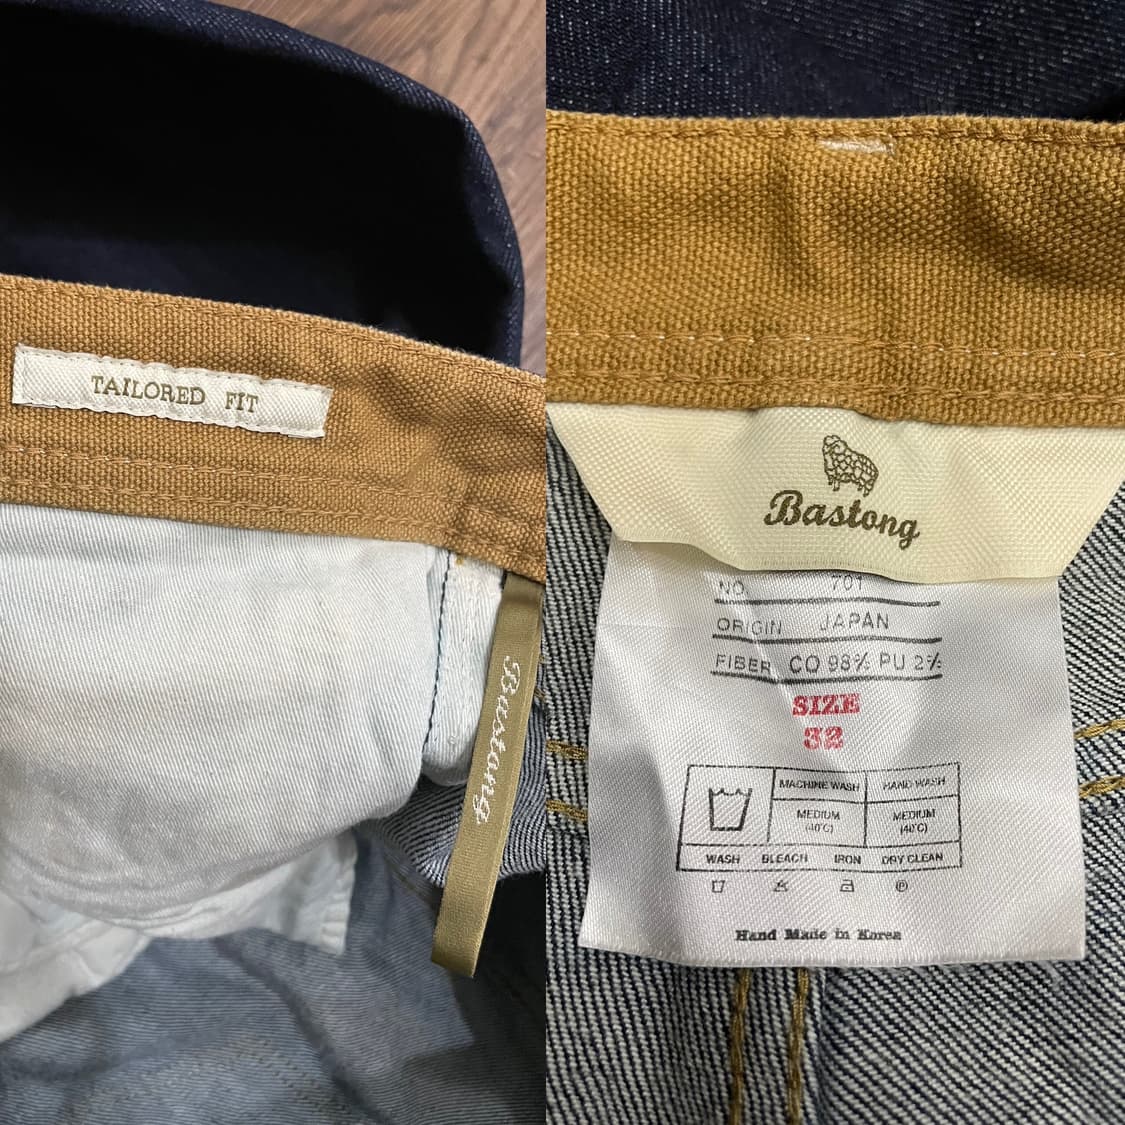 TAILORED FIT
Bastong
Bastong
NO. 701
ORIGIN JAPAN
FIBER CO 98% PU 2%
SIZE
32
MACHINE WASH HAND WASH
MEDIUM MEDIUM
(40°C) (40°C)
WASH BLEACH IRON DRY CLEAN
Hand Made in Korea